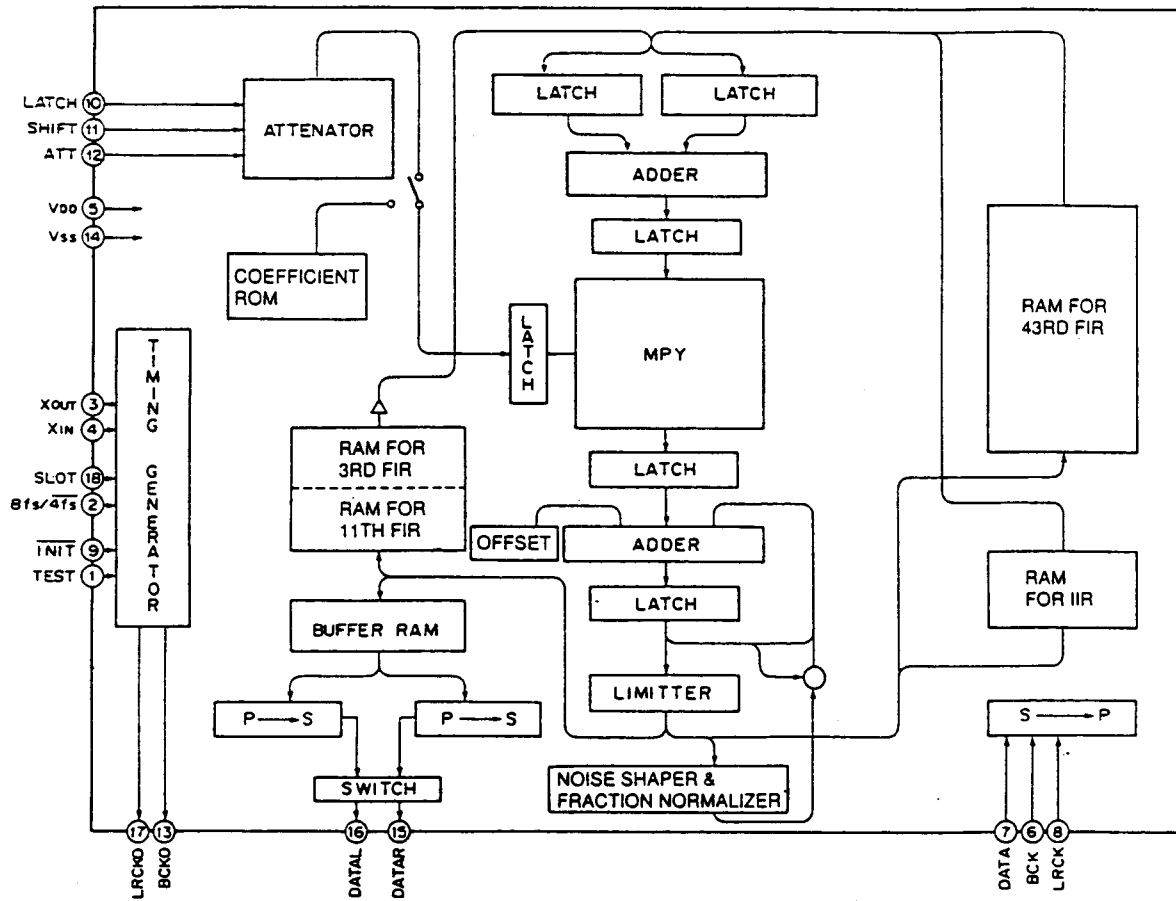 LATCH 10
SHIFT 11
ATT 12
VDD 5
Vss 14
ATTENATOR
COEFFICIENT
ROM
LATCH
LATCH
ADDER
LATCH
LATCH
MPY
RAM FOR
43RD FIR
TIMING GENERATOR
XOUT 3
XIN 4
SLOT 18
8fs/4fs 2
INIT 9
TEST 1
RAM FOR
3RD FIR
RAM FOR
11TH FIR
LATCH
OFFSET
ADDER
LATCH
RAM
FOR IIR
BUFFER RAM
LIMITTER
P → S
P → S
S → P
SWITCH
NOISE SHAPER &
FRACTION NORMALIZER
17 LRCKO
13 BCKO
16 DATAL
15 DATAR
7 DATA
6 BCK
8 LRCK